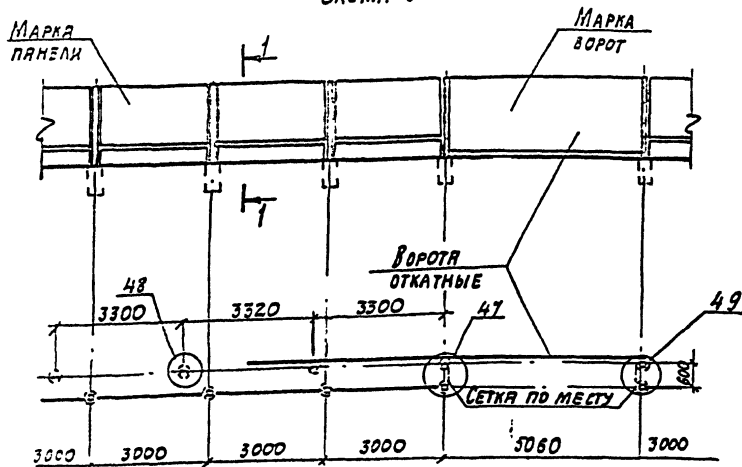 МАРКА
ПАНЕЛИ
1
МАРКА
ВОРОТ
1
ВОРОТА
ОТКАТНЫЕ
48
3300
3320
3300
47
49
600
СЕТКА ПО МЕСТУ
3000
3000
3000
3000
5060
3000